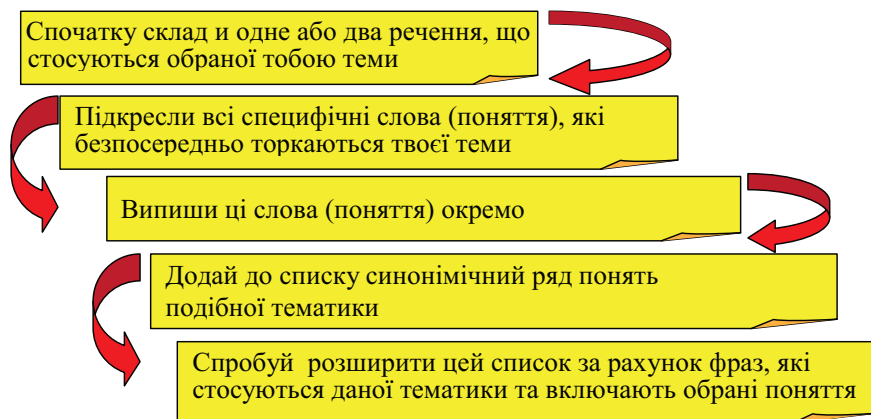 Спочатку склад и одне або два речення, що
стосуються обраної тобою теми
Підкресли всі специфічні слова (поняття), які
безпосередньо торкаються твоєї теми
Випиши ці слова (поняття) окремо
Додай до списку синонімічний ряд понять
подібної тематики
Спробуй розширити цей список за рахунок фраз, які
стосуються даної тематики та включають обрані поняття